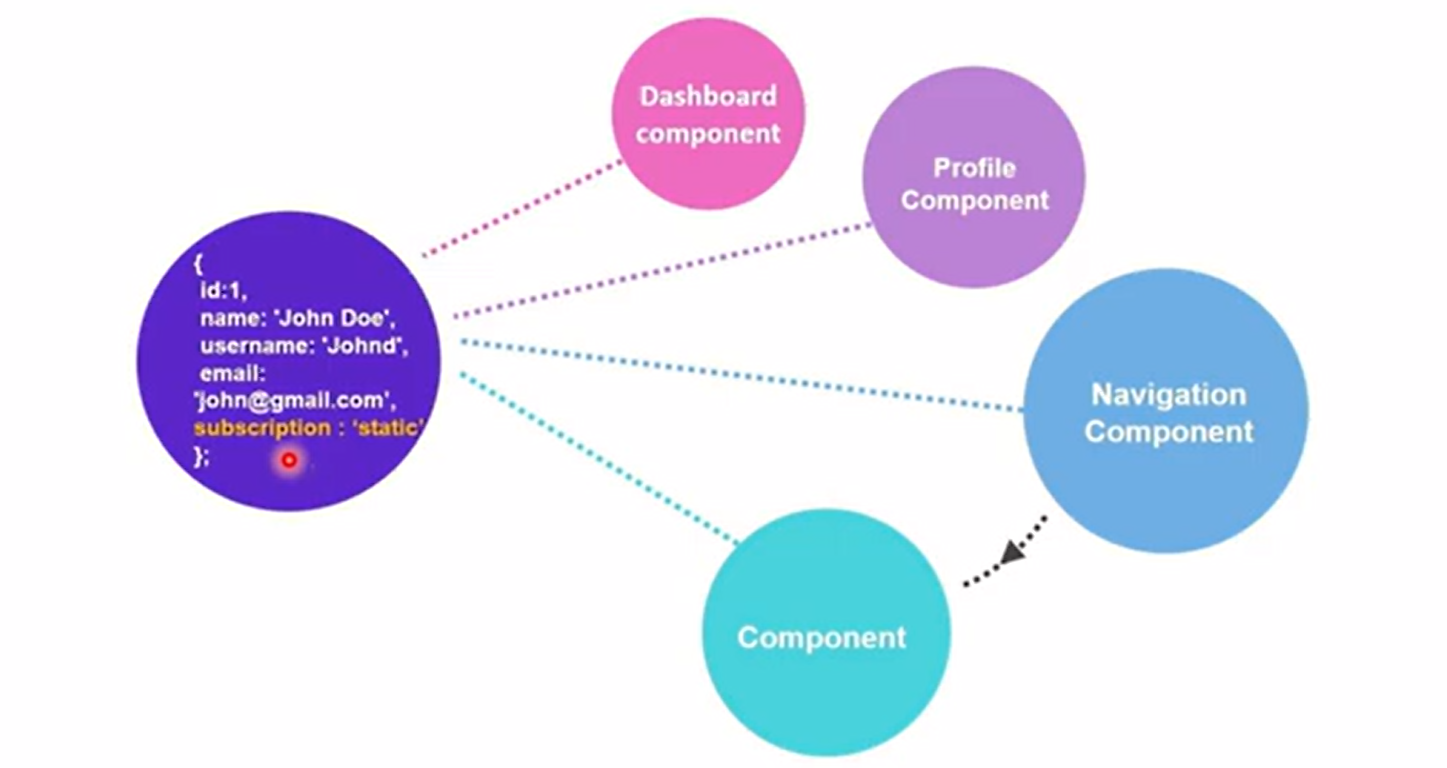 Dashboard
component
Profile
Component
{
id:1,
name: 'John Doe',
username: 'Johnd',
email:
'john@gmail.com',
subscription : ‘static’
};
Navigation
Component
Component